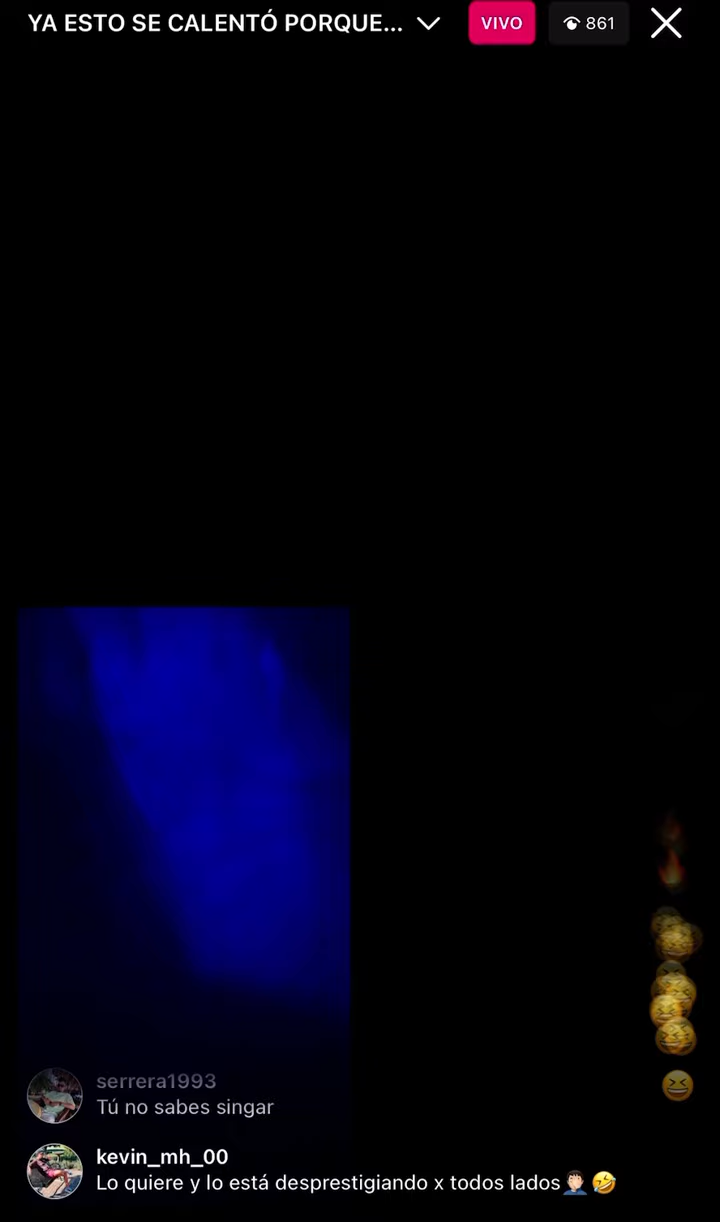 YA ESTO SE CALENTÓ PORQUE...
VIVO
861
serrera1993
Tú no sabes singar
kevin_mh_00
Lo quiere y lo está desprestigiando x todos lados🤦🏻‍♂️🤣